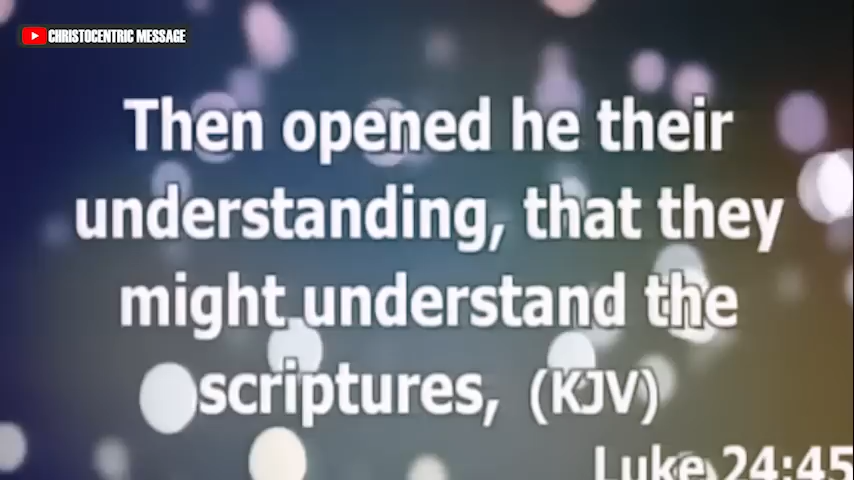 CHRISTOCENTRIC MESSAGE
Then opened he their
understanding, that they
might understand the
scriptures, (KJV)
Luke 24:45